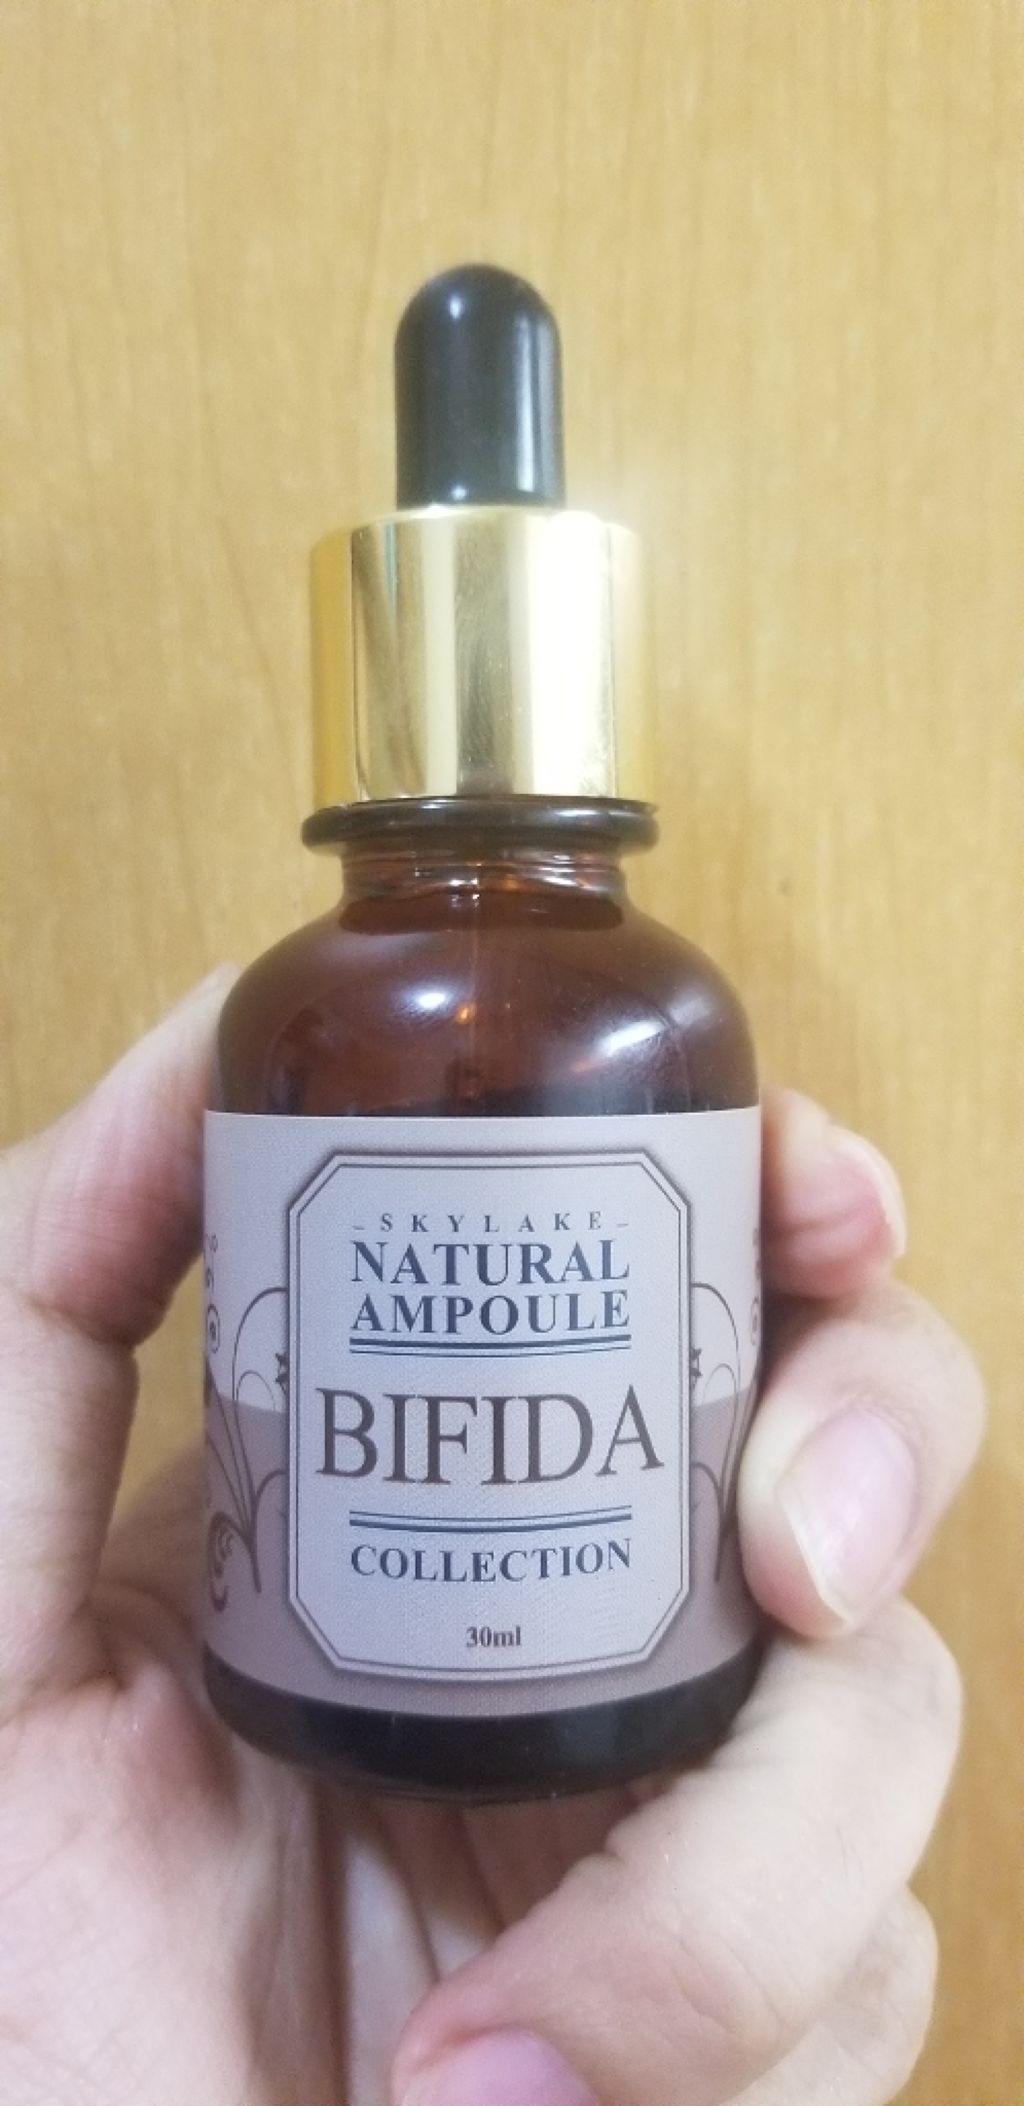 -SKYLAKE-
NATURAL
AMPOULE
BIFIDA
COLLECTION
30ml